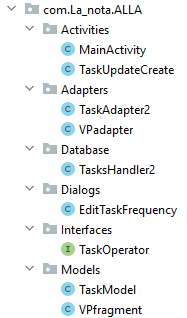 com.La_nota.ALLA
Activities
C MainActivity
C TaskUpdateCreate
Adapters
C TaskAdapter2
C VPadapter
Database
C TasksHandler2
Dialogs
C EditTaskFrequency
Interfaces
I TaskOperator
Models
C TaskModel
C VPfragment